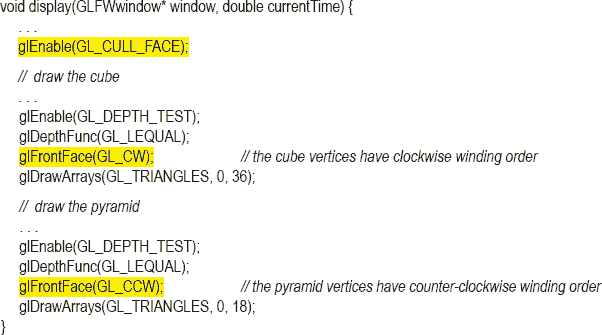 void display(GLFWwindow* window, double currentTime) {
. . .
glEnable(GL_CULL_FACE);
// draw the cube
. . .
glEnable(GL_DEPTH_TEST);
glDepthFunc(GL_LEQUAL);
glFrontFace(GL_CW); // the cube vertices have clockwise winding order
glDrawArrays(GL_TRIANGLES, 0, 36);
// draw the pyramid
. . .
glEnable(GL_DEPTH_TEST);
glDepthFunc(GL_LEQUAL);
glFrontFace(GL_CCW); // the pyramid vertices have counter-clockwise winding order
glDrawArrays(GL_TRIANGLES, 0, 18);
}